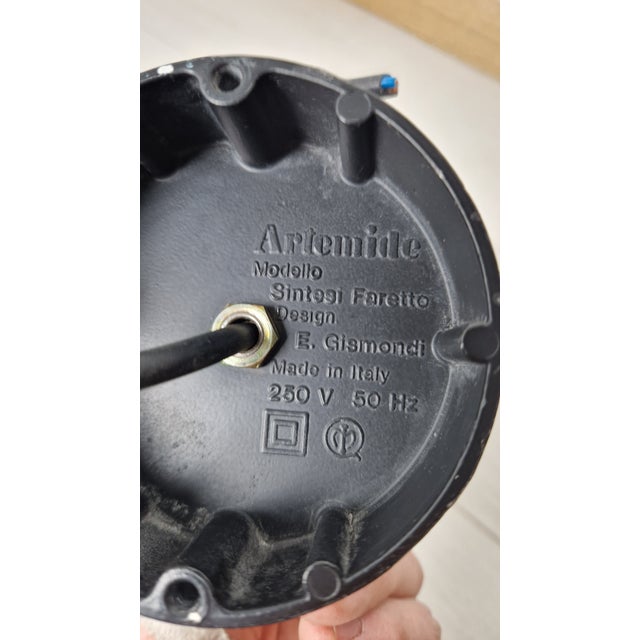 Artemide
Modello
Sintesi Faretto
Design
E. Gismondi
Made in Italy
250 V 50 Hz